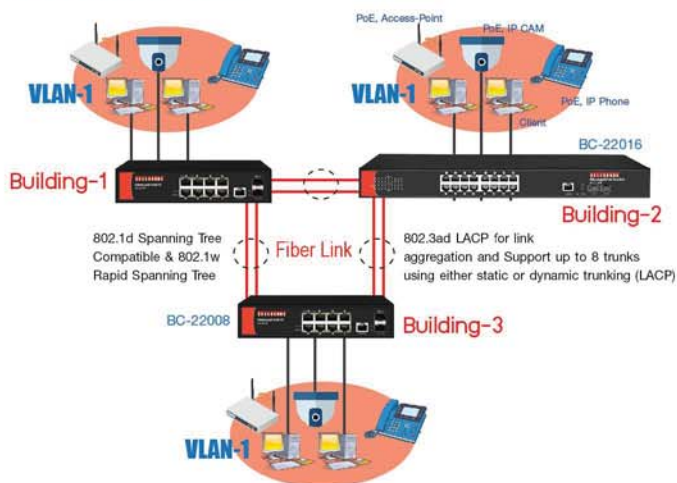 PoE, Access-Point
PoE, IP CAM
VLAN-1
VLAN-1
PoE, IP Phone
Client
BC-22016
Building-1
Building-2
802.1d Spanning Tree
Compatible & 802.1w
Rapid Spanning Tree
Fiber Link
802.3ad LACP for link
aggregation and Support up to 8 trunks
using either static or dynamic trunking (LACP)
BC-22008
Building-3
VLAN-1